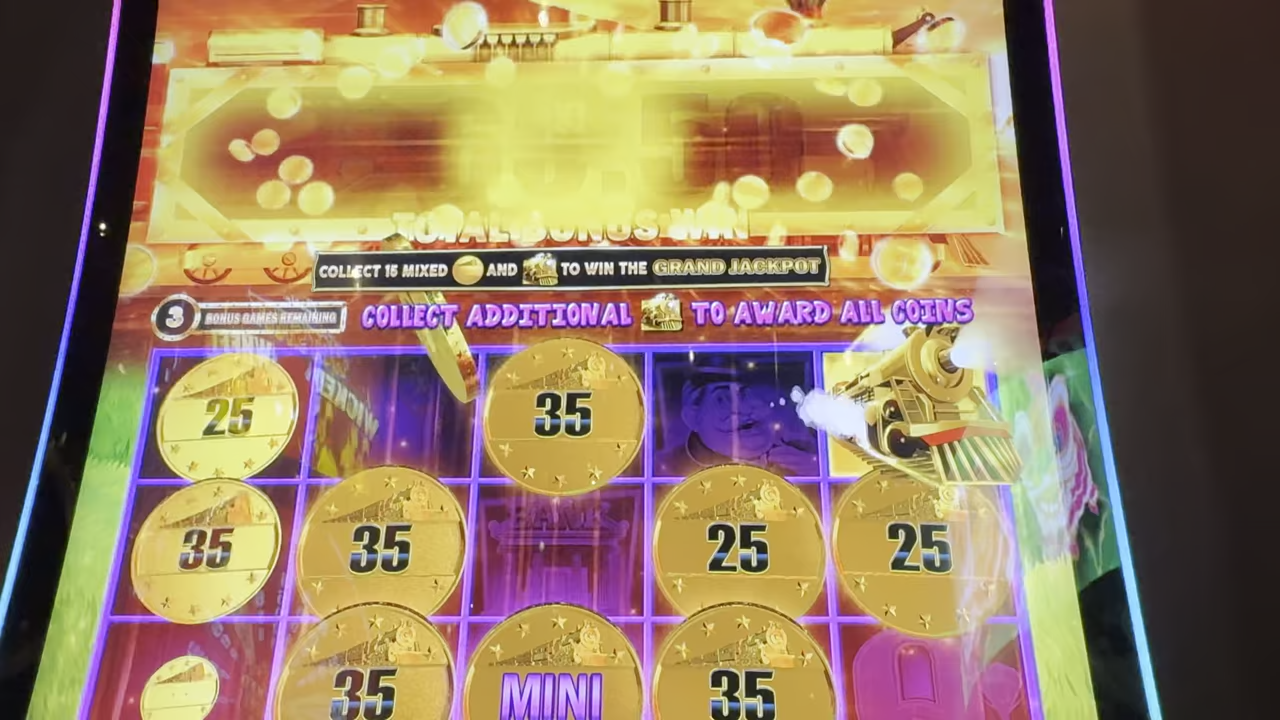 TOTAL BONUS WIN
COLLECT 15 MIXED AND TO WIN THE GRAND JACKPOT
3 BONUS GAMES REMAINING
COLLECT ADDITIONAL TO AWARD ALL COINS
25
35
35
35
BANK
25
25
35
MINI
35